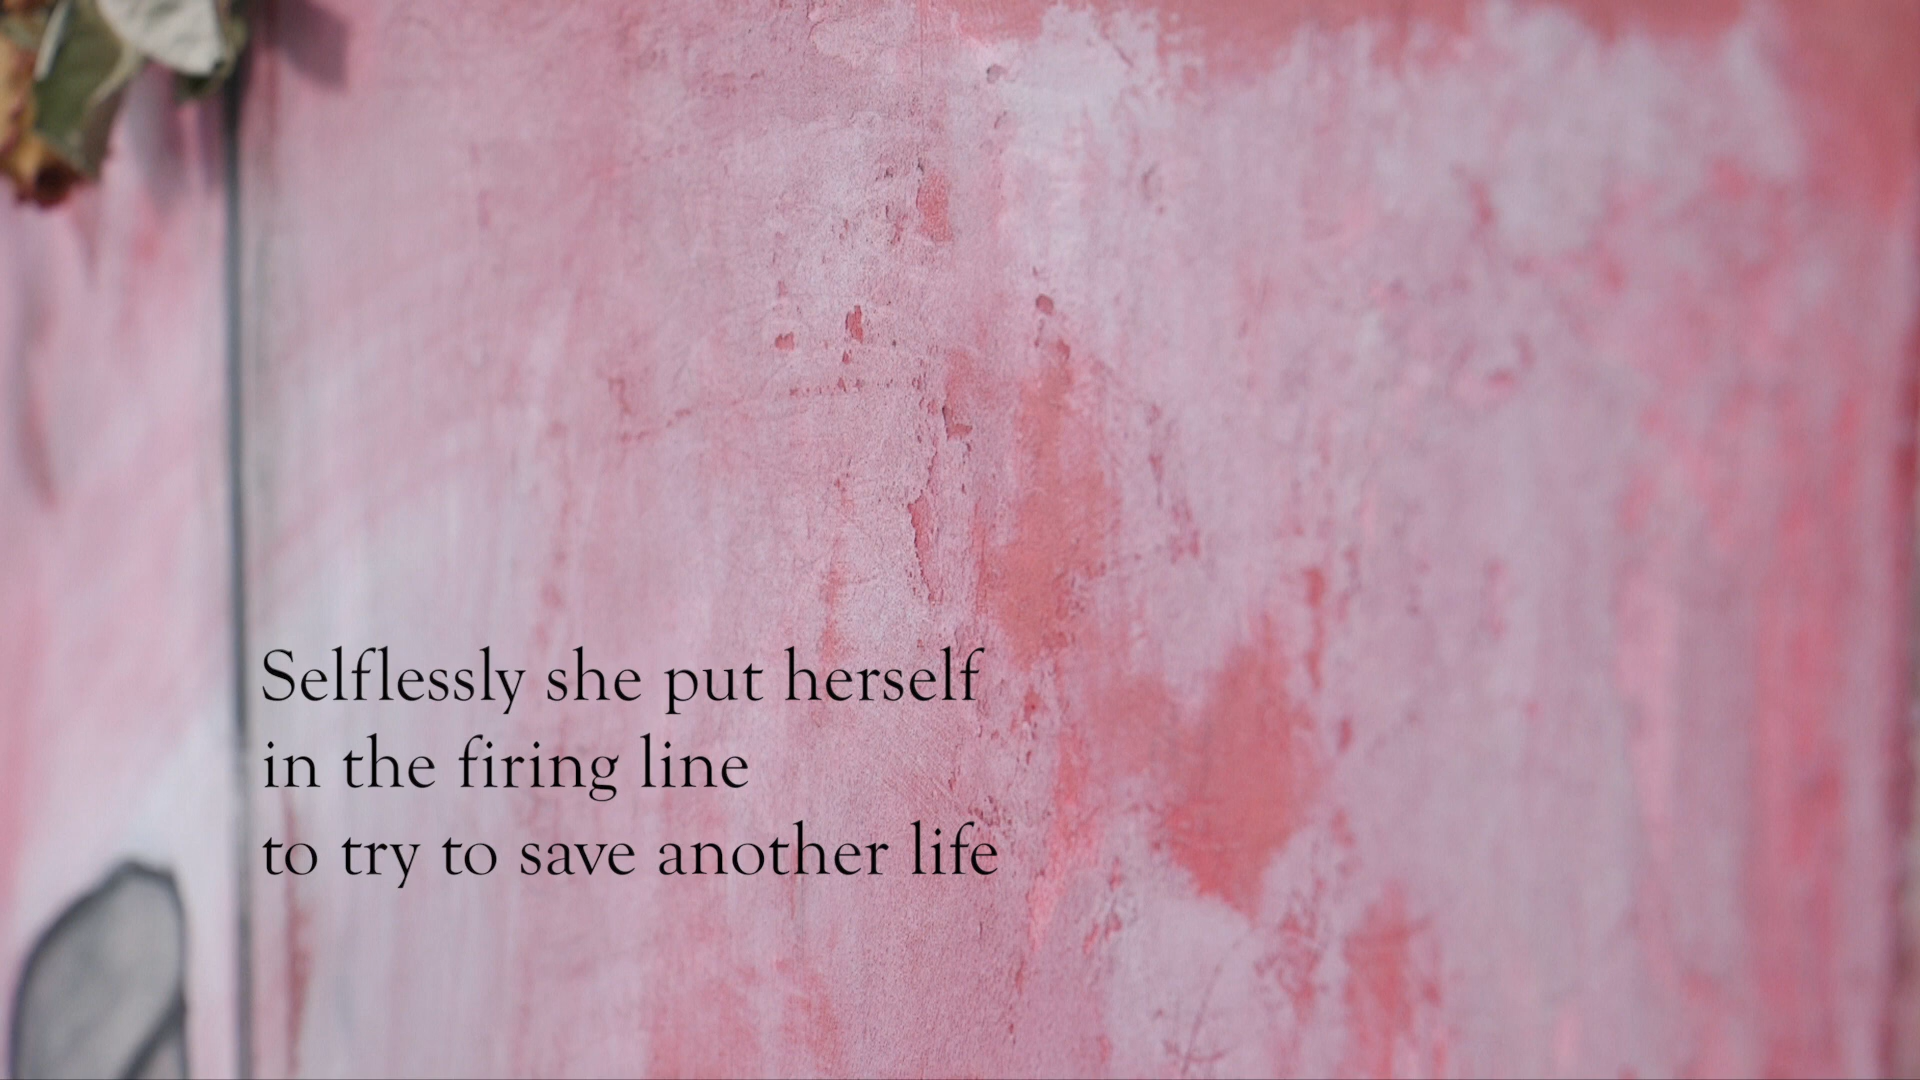 Selflessly she put herself
in the firing line
to try to save another life